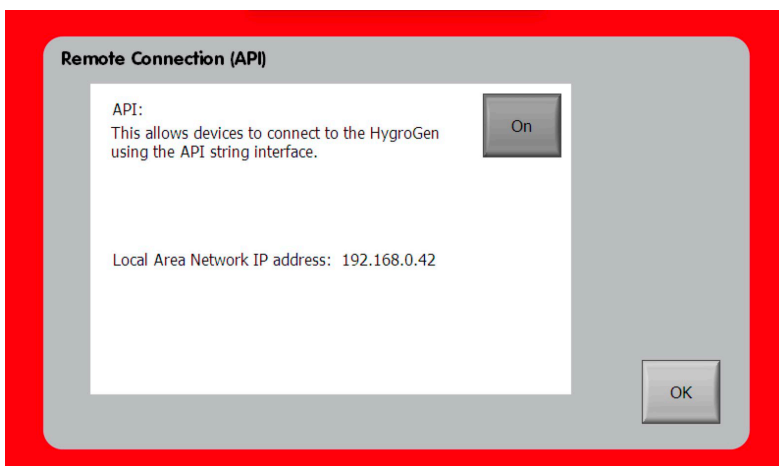 Remote Connection (API)
API:
On
This allows devices to connect to the HygroGen
using the API string interface.
Local Area Network IP address: 192.168.0.42
OK